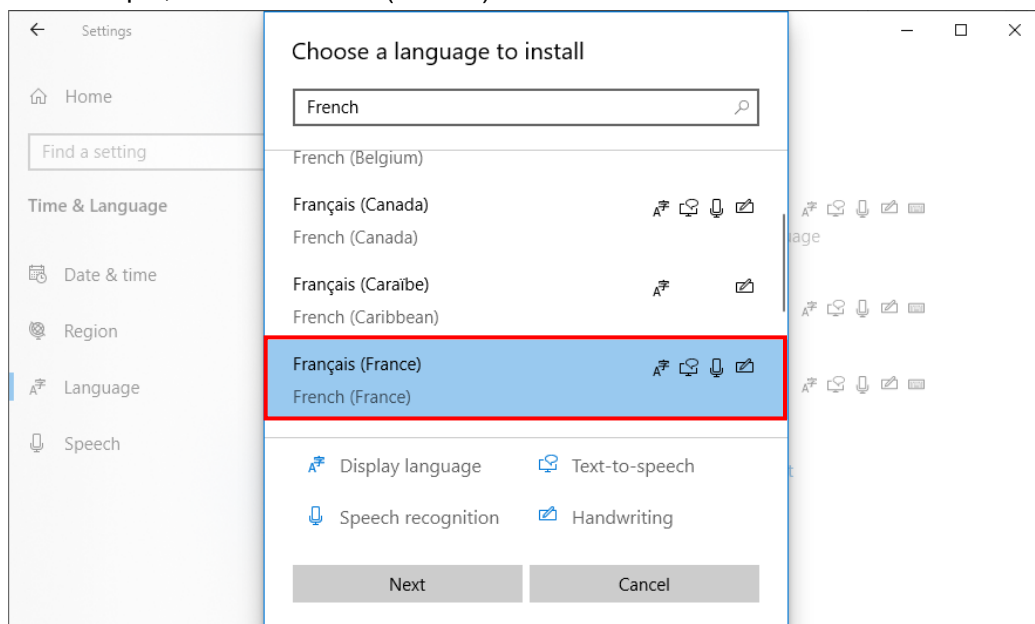 Settings
Choose a language to install
Home
French
Find a setting
French (Belgium)
Time & Language
Français (Canada)
French (Canada)
Date & time
Français (Caraïbe)
French (Caribbean)
Region
Français (France)
French (France)
Language
Speech
Display language
Text-to-speech
Speech recognition
Handwriting
Next
Cancel